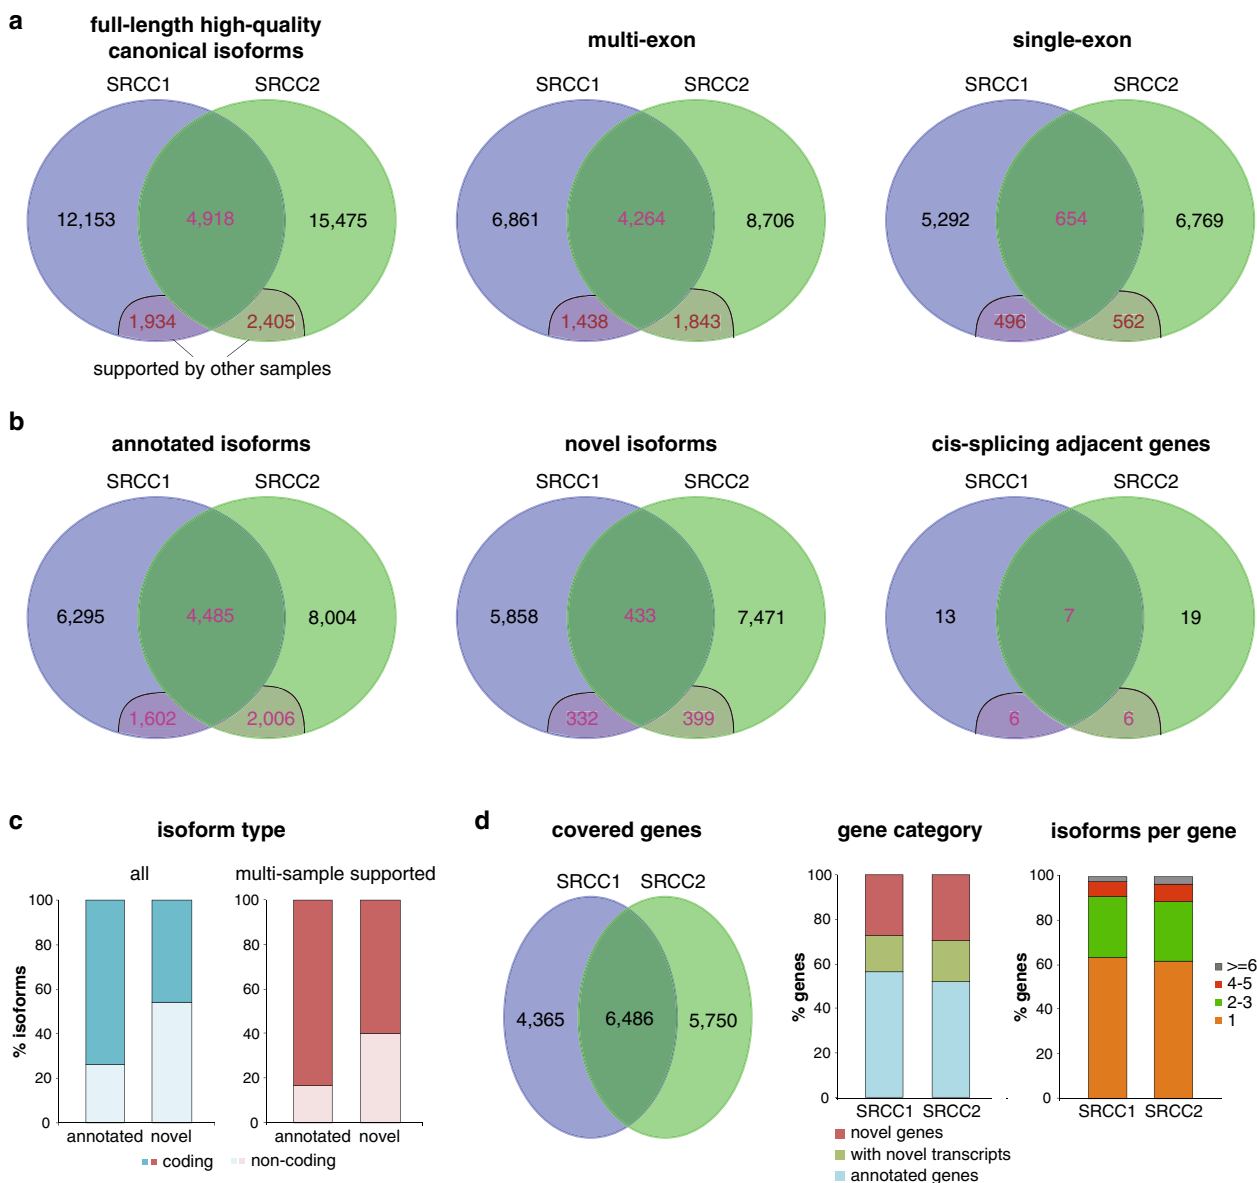 a
full-length high-quality
canonical isoforms
multi-exon
single-exon
SRCC1 SRCC2
SRCC1 SRCC2
SRCC1 SRCC2
12,153 4,918 15,475
6,861 4,264 8,706
5,292 654 6,769
1,934 2,405
1,438 1,843
496 562
supported by other samples
b
annotated isoforms
novel isoforms
cis-splicing adjacent genes
SRCC1 SRCC2
SRCC1 SRCC2
SRCC1 SRCC2
6,295 4,485 8,004
5,858 433 7,471
13 7 19
1,602 2,006
332 399
6 6
c
isoform type
all
multi-sample supported
% isoforms
100
80
60
40
20
0
annotated novel
100
80
60
40
20
0
annotated novel
coding non-coding
d
covered genes
SRCC1 SRCC2
4,365 6,486 5,750
gene category
% genes
100
80
60
40
20
0
SRCC1 SRCC2
novel genes
with novel transcripts
annotated genes
isoforms per gene
% genes
100
80
60
40
20
0
SRCC1 SRCC2
>=6
4-5
2-3
1